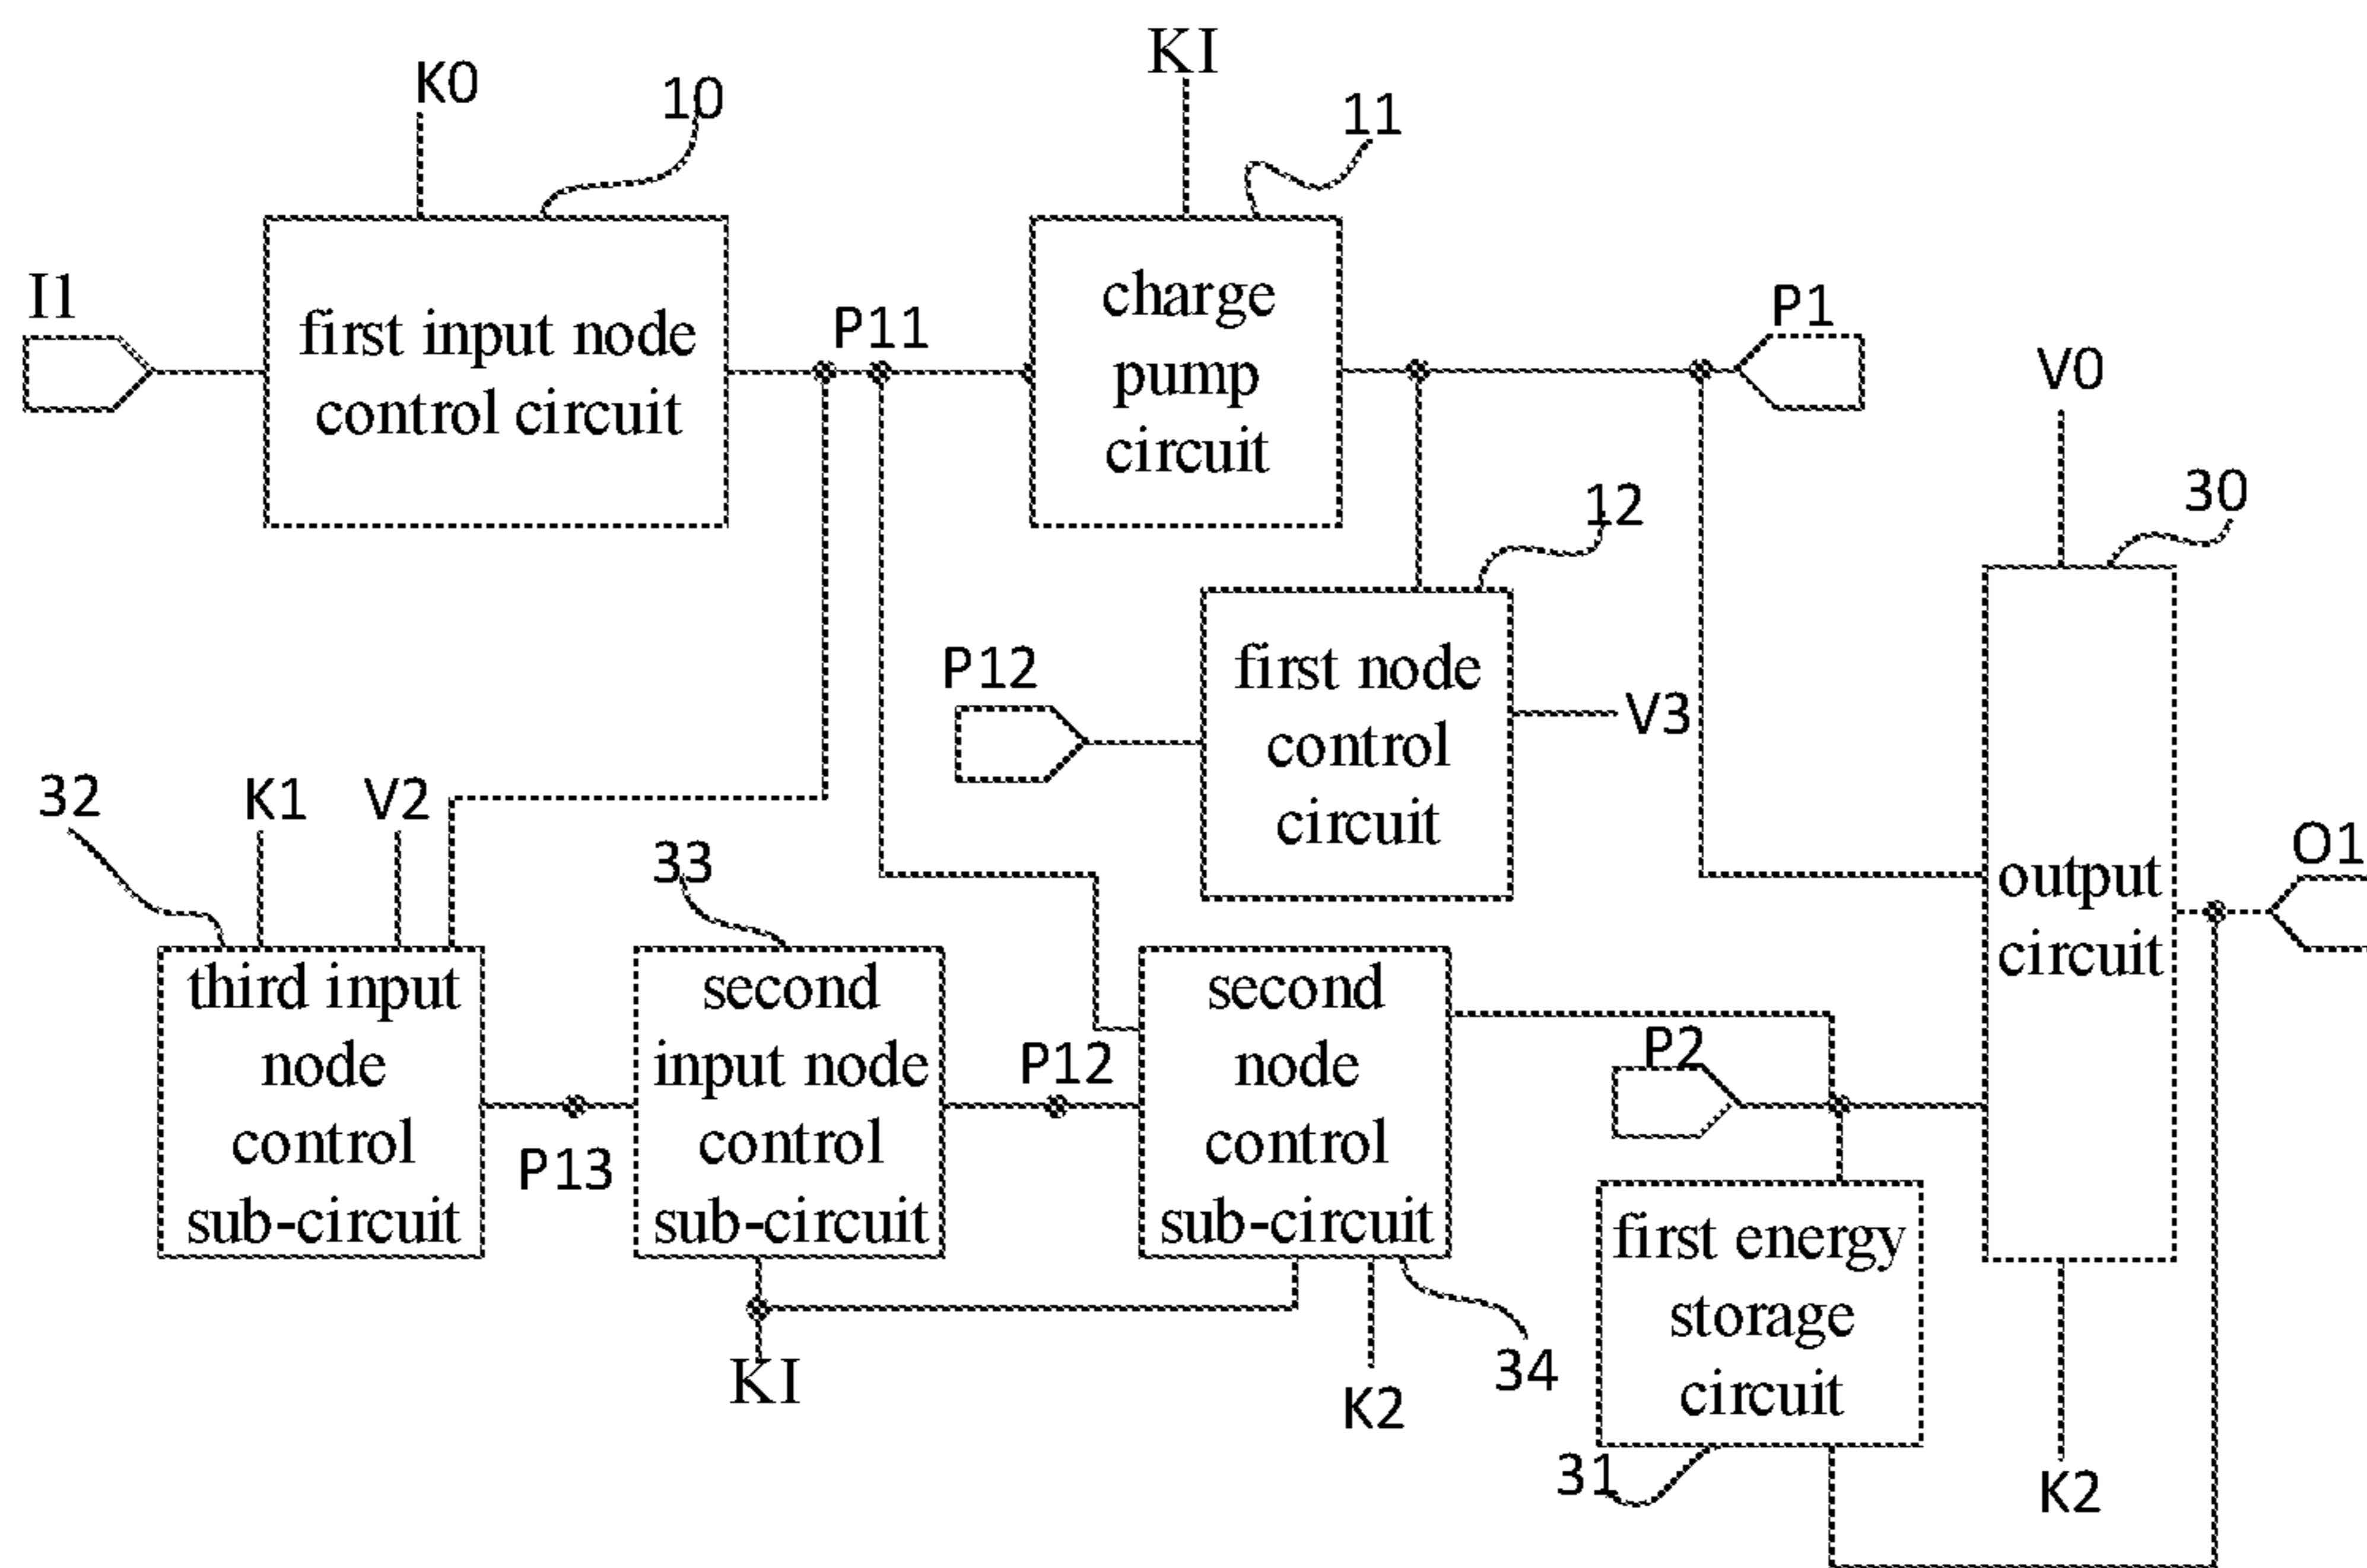 KI
K0
10
11
I1
first input node
control circuit
P11
charge
pump
circuit
P1
V0
12
30
P12
first node
control
circuit
V3
32
K1
V2
33
output
circuit
O1
third input
node
control
sub-circuit
P13
second
input node
control
sub-circuit
P12
second
node
control
sub-circuit
P2
first energy
storage
circuit
KI
K2
34
31
K2